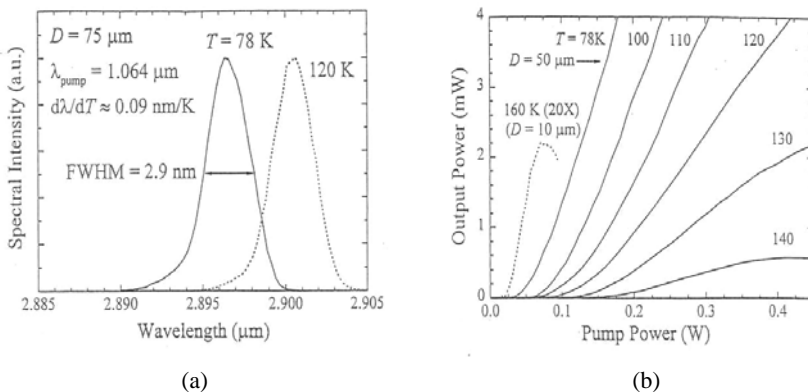 D = 75 µm
T = 78 K
λpump = 1.064 µm
120 K
dλ/dT ≈ 0.09 nm/K
FWHM = 2.9 nm
Spectral Intensity (a.u.)
2.885 2.890 2.895 2.900 2.905
Wavelength (µm)
(a)
4
3
2
1
0
Output Power (mW)
T = 78K 100 110 120
D = 50 µm
160 K (20X)
(D = 10 µm)
130
140
0.0 0.1 0.2 0.3 0.4
Pump Power (W)
(b)